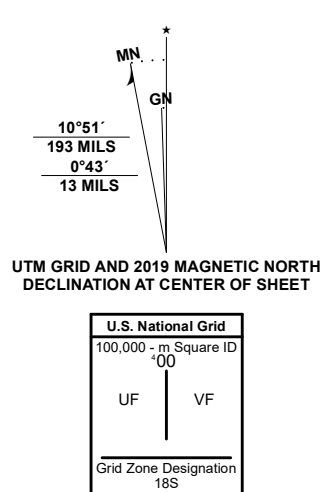 ★
MN
GN
10°51´
193 MILS
0°43´
13 MILS
UTM GRID AND 2019 MAGNETIC NORTH
DECLINATION AT CENTER OF SHEET
U.S. National Grid
100,000 - m Square ID
⁴00
UF VF
Grid Zone Designation
18S